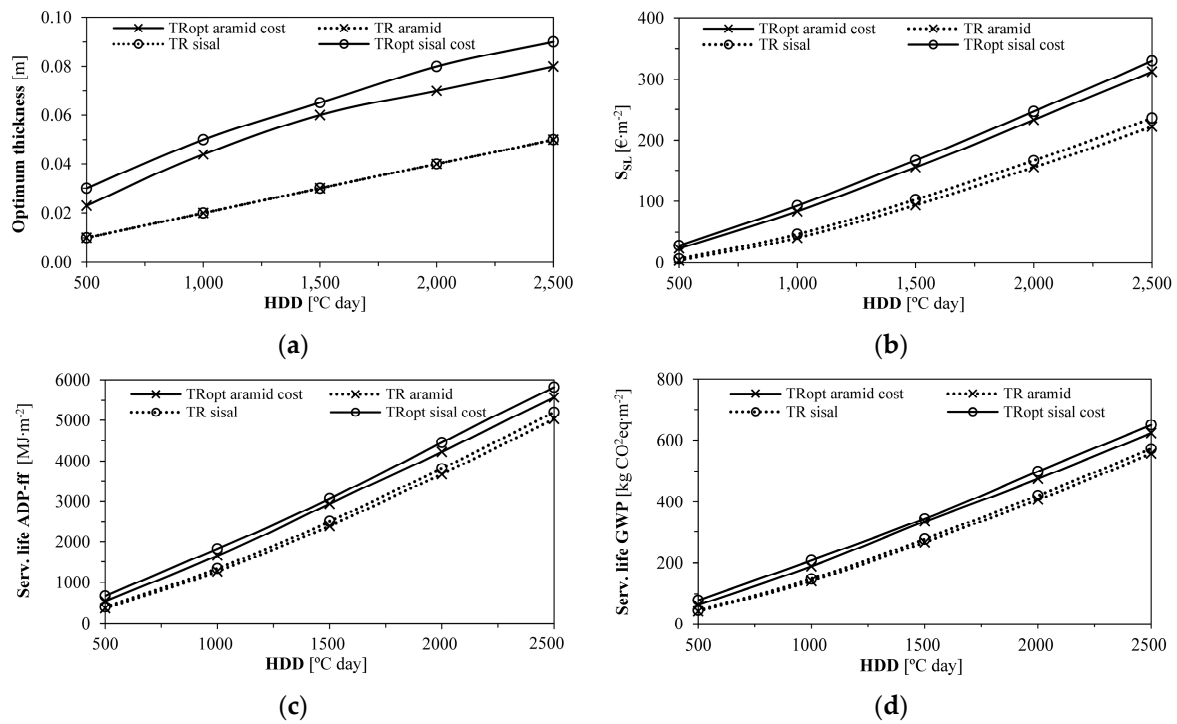 TRopt aramid cost TR aramid
TR sisal TRopt sisal cost
Optimum thickness [m]
0.10
0.08
0.06
0.04
0.02
0.00
500 1,000 1,500 2,000 2,500
HDD [ºC day]
(a)
TRopt aramid cost TR aramid
TR sisal TRopt sisal cost
S_SL [€·m⁻²]
400
300
200
100
0
500 1,000 1,500 2,000 2,500
HDD [ºC day]
(b)
TRopt aramid cost TR aramid
TR sisal TRopt sisal cost
Serv. life ADP-ff [MJ·m⁻²]
6000
5000
4000
3000
2000
1000
0
500 1000 1500 2000 2500
HDD [ºC day]
(c)
TRopt aramid cost TR aramid
TR sisal TRopt sisal cost
Serv. life GWP [kg CO²eq·m⁻²]
800
600
400
200
0
500 1000 1500 2000 2500
HDD [ºC day]
(d)